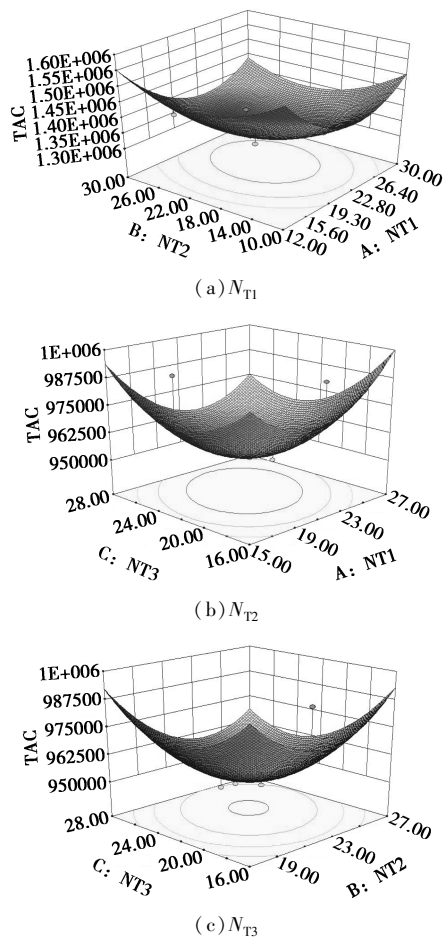 1.60E+006
1.55E+006
1.50E+006
1.45E+006
1.40E+006
1.35E+006
1.30E+006
TAC
30.00
26.00
22.00
18.00
14.00
10.00
B: NT2
12.00
15.60
19.30
22.80
26.40
30.00
A: NT1
(a) NT1
1E+006
987500
975000
962500
950000
TAC
28.00
24.00
20.00
16.00
C: NT3
15.00
19.00
23.00
27.00
A: NT1
(b) NT2
1E+006
987500
975000
962500
950000
TAC
28.00
24.00
20.00
16.00
C: NT3
19.00
23.00
27.00
B: NT2
(c) NT3